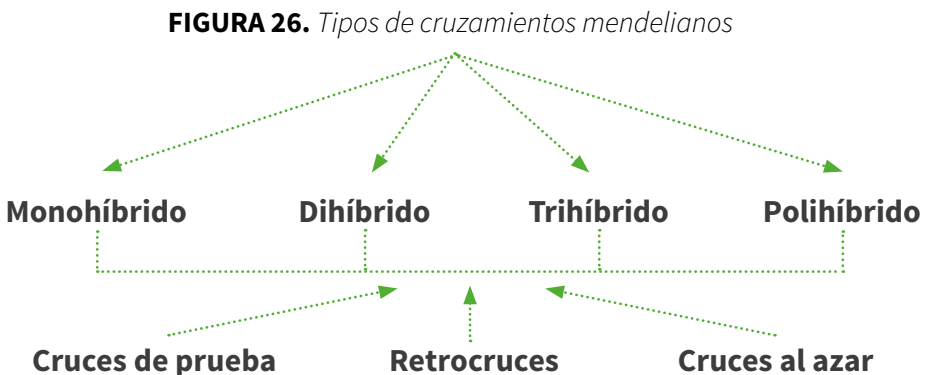 FIGURA 26. Tipos de cruzamientos mendelianos
Monohíbrido Dihíbrido Trihíbrido Polihíbrido
Cruces de prueba Retrocruces Cruces al azar